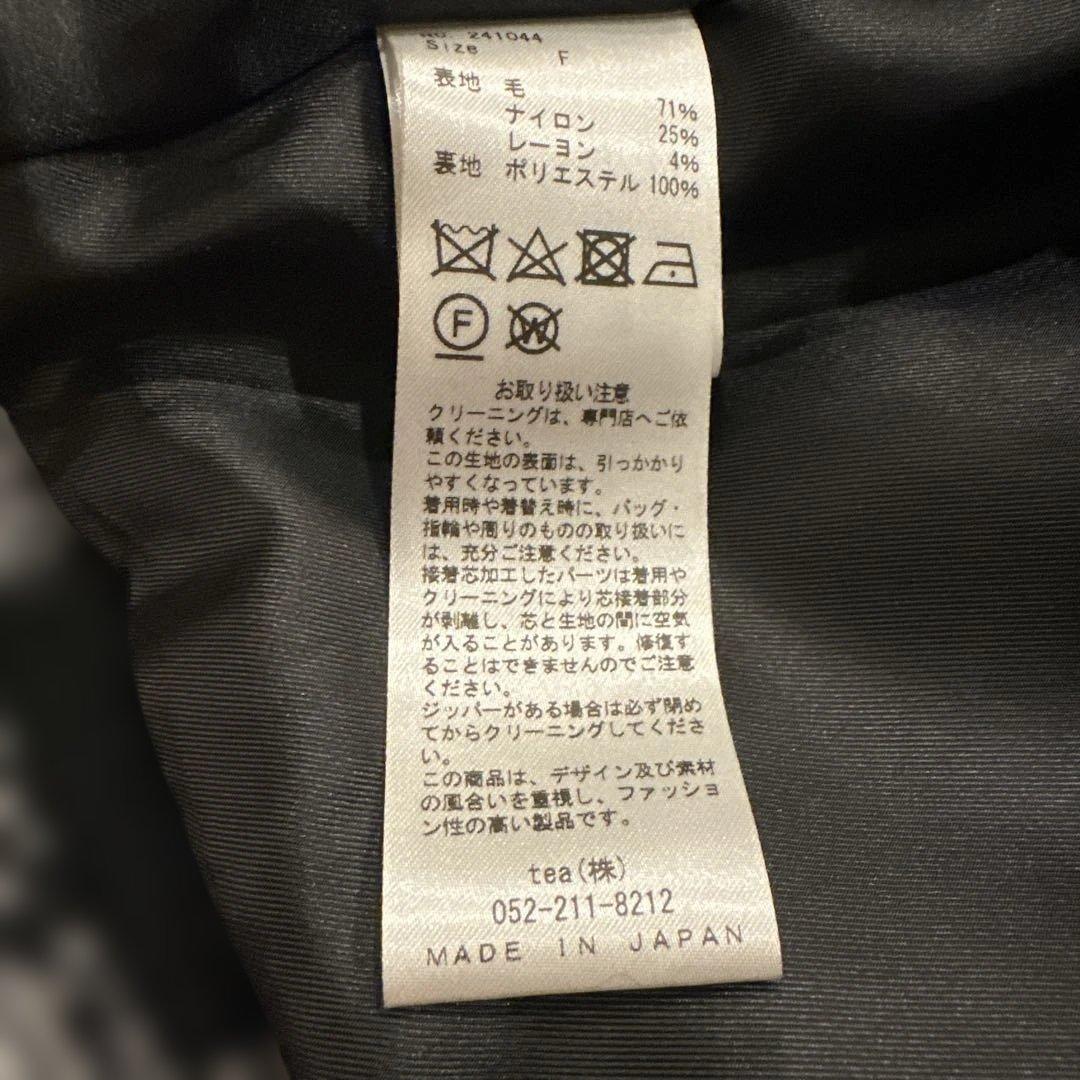 No. 241044
Size F
表地 毛 71%
ナイロン 25%
レーヨン 4%
裏地 ポリエステル 100%
F W
お取り扱い注意
クリーニングは、専門店へご依
頼ください。
この生地の表面は、引っかかり
やすくなっています。
着用時や着替え時に、バッグ・
指輪や周りのものの取り扱いに
は、充分ご注意ください。
接着芯加工したパーツは着用や
クリーニングにより芯接着部分
が剥離し、芯と生地の間に空気
が入ることがあります。修復す
ることはできませんのでご注意
ください。
ジッパーがある場合は必ず閉め
てからクリーニングしてくださ
い。
この商品は、デザイン及び素材
の風合いを重視し、ファッショ
ン性の高い製品です。
tea(株)
052-211-8212
MADE IN JAPAN